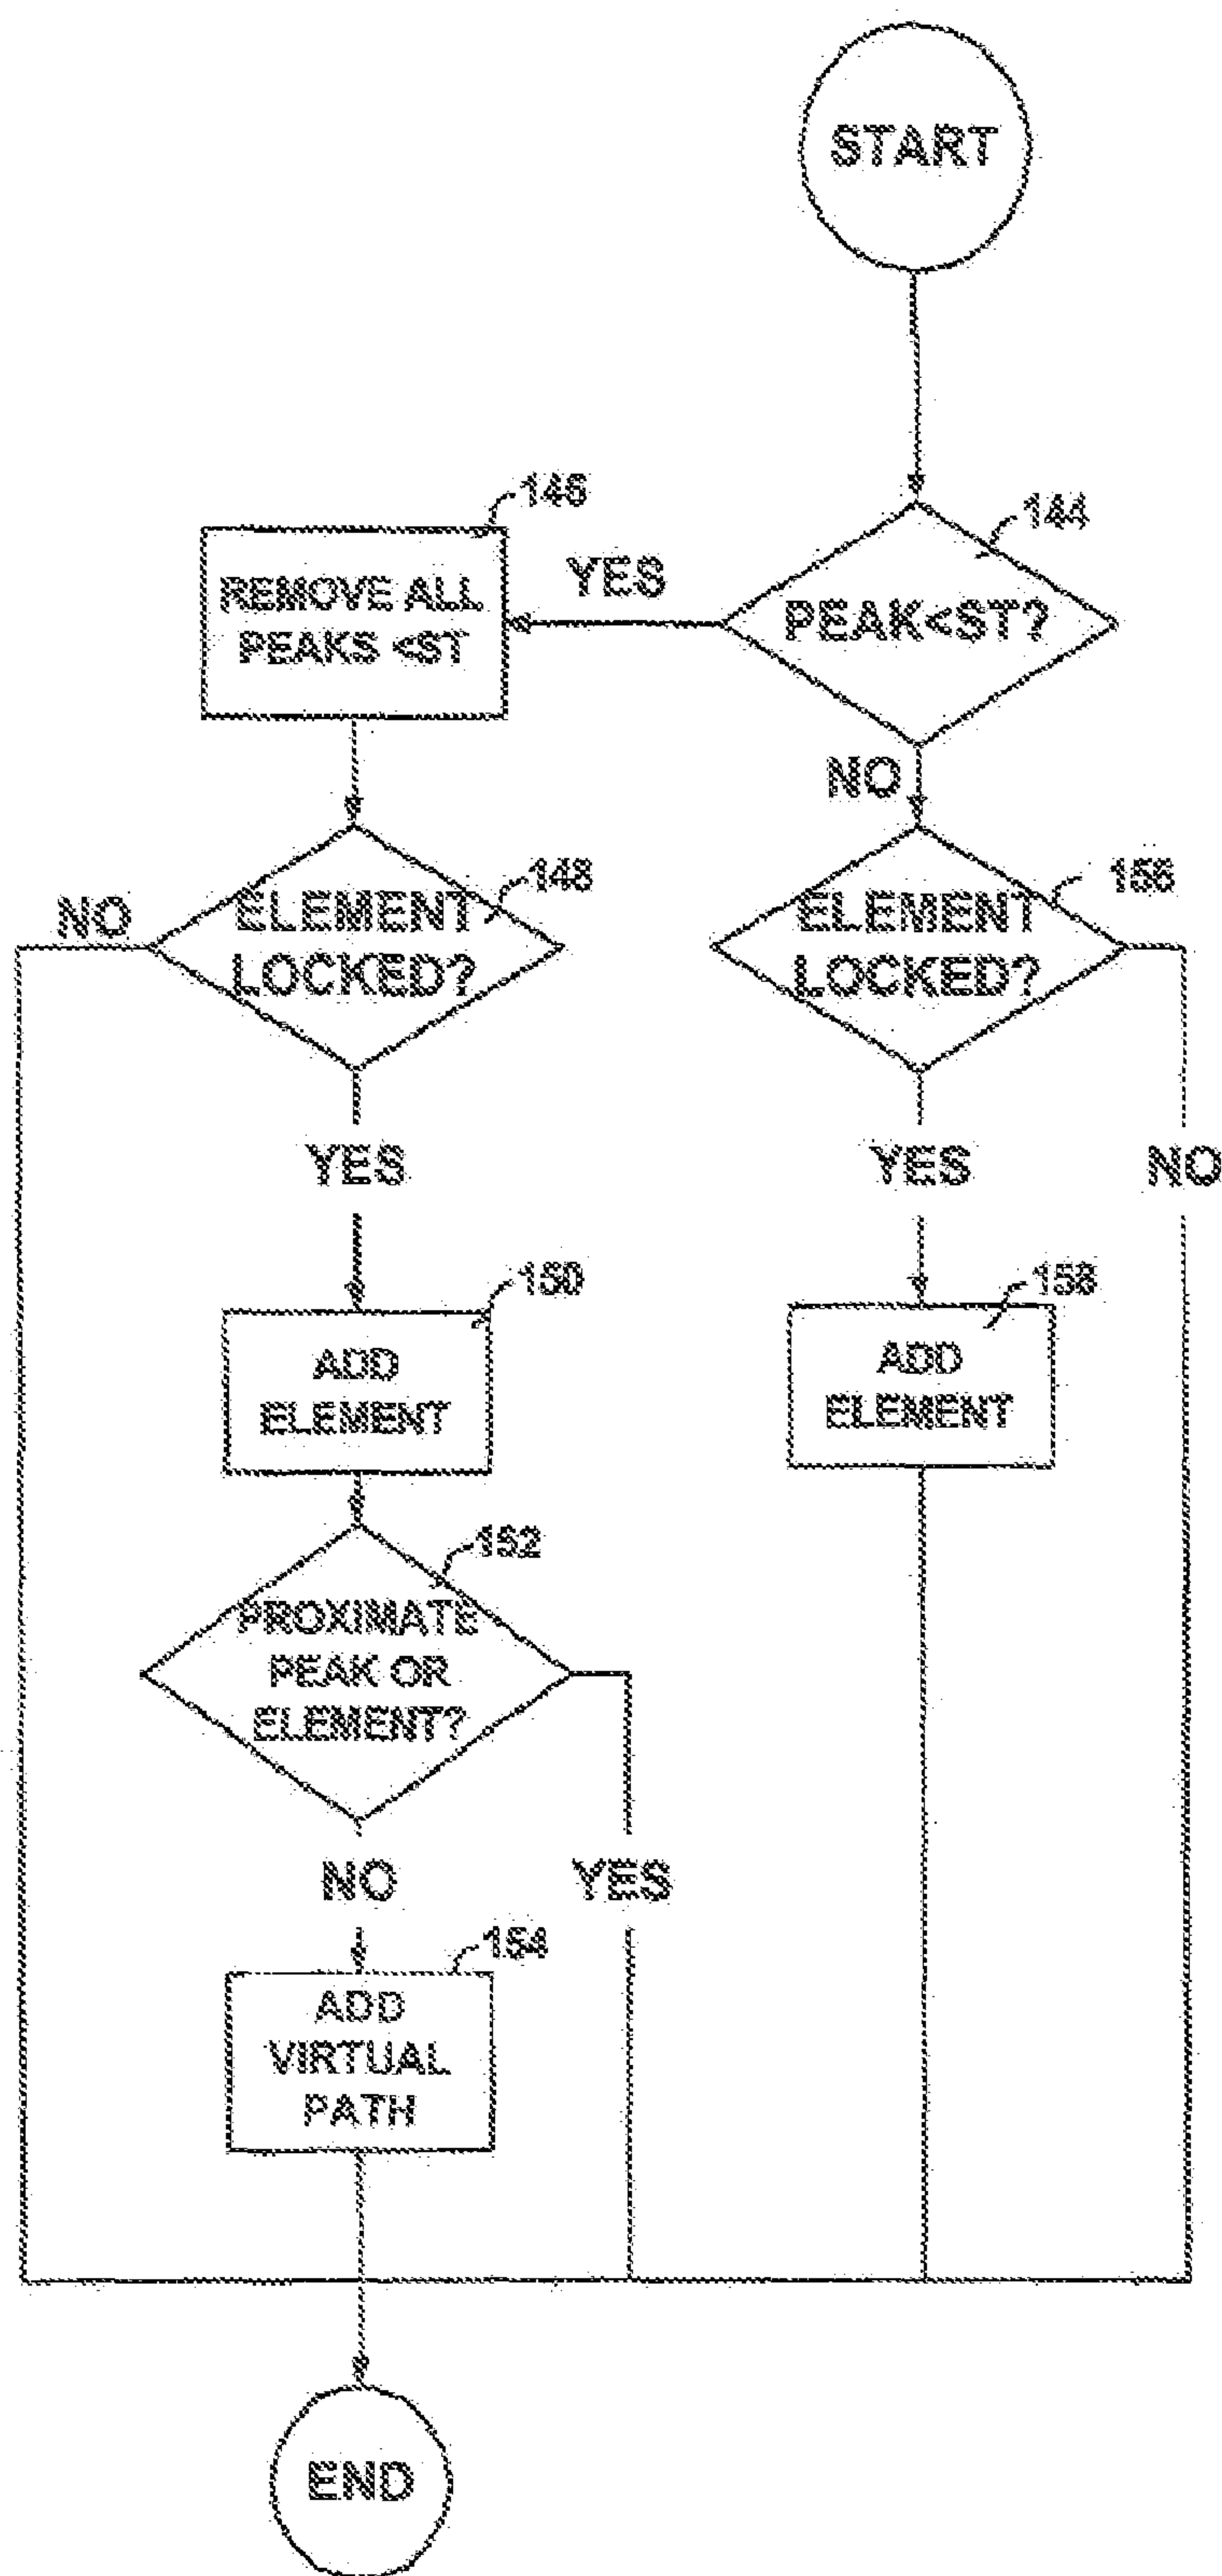 START
146
144
REMOVE ALL
PEAKS <ST
YES
PEAK<ST?
NO
NO
ELEMENT
LOCKED?
148
ELEMENT
LOCKED?
156
YES
YES
NO
150
158
ADD
ELEMENT
ADD
ELEMENT
152
PROXIMATE
PEAK OR
ELEMENT?
NO
YES
154
ADD
VIRTUAL
PATH
END